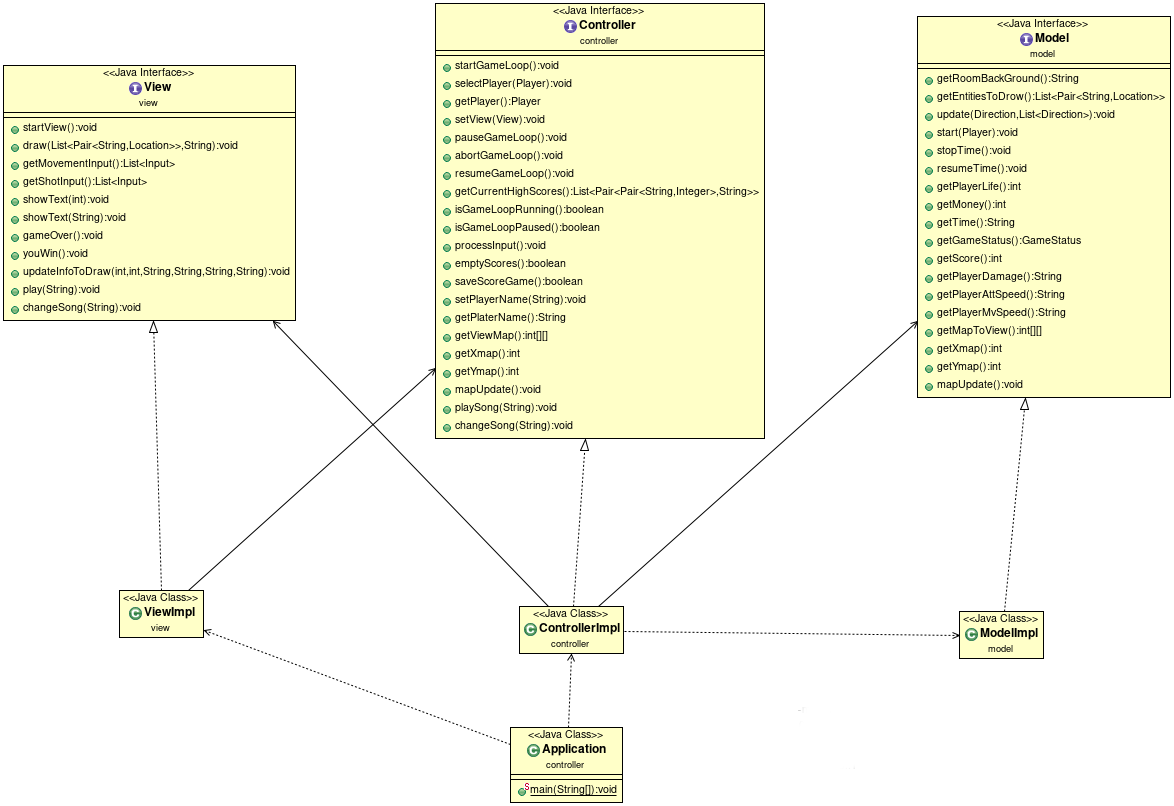 <<Java Interface>>
View
view
startView():void
draw(List<Pair<String,Location>>,String):void
getMovementInput():List<Input>
getShotInput():List<Input>
showText(int):void
showText(String):void
gameOver():void
youWin():void
updateInfoToDraw(int,int,String,String,String,String):void
play(String):void
changeSong(String):void
<<Java Interface>>
Controller
controller
startGameLoop():void
selectPlayer(Player):void
getPlayer():Player
setView(View):void
pauseGameLoop():void
abortGameLoop():void
resumeGameLoop():void
getCurrentHighScores():List<Pair<Pair<String,Integer>,String>>
isGameLoopRunning():boolean
isGameLoopPaused():boolean
processInput():void
emptyScores():boolean
saveScoreGame():boolean
setPlayerName(String):void
getPlaterName():String
getViewMap():int[][]
getXmap():int
getYmap():int
mapUpdate():void
playSong(String):void
changeSong(String):void
<<Java Interface>>
Model
model
getRoomBackGround():String
getEntitiesToDrow():List<Pair<String,Location>>
update(Direction,List<Direction>):void
start(Player):void
stopTime():void
resumeTime():void
getPlayerLife():int
getMoney():int
getTime():String
getGameStatus():GameStatus
getScore():int
getPlayerDamage():String
getPlayerAttSpeed():String
getPlayerMvSpeed():String
getMapToView():int[][]
getXmap():int
getYmap():int
mapUpdate():void
<<Java Class>>
ViewImpl
view
<<Java Class>>
ControllerImpl
controller
<<Java Class>>
ModelImpl
model
<<Java Class>>
Application
controller
main(String[]):void